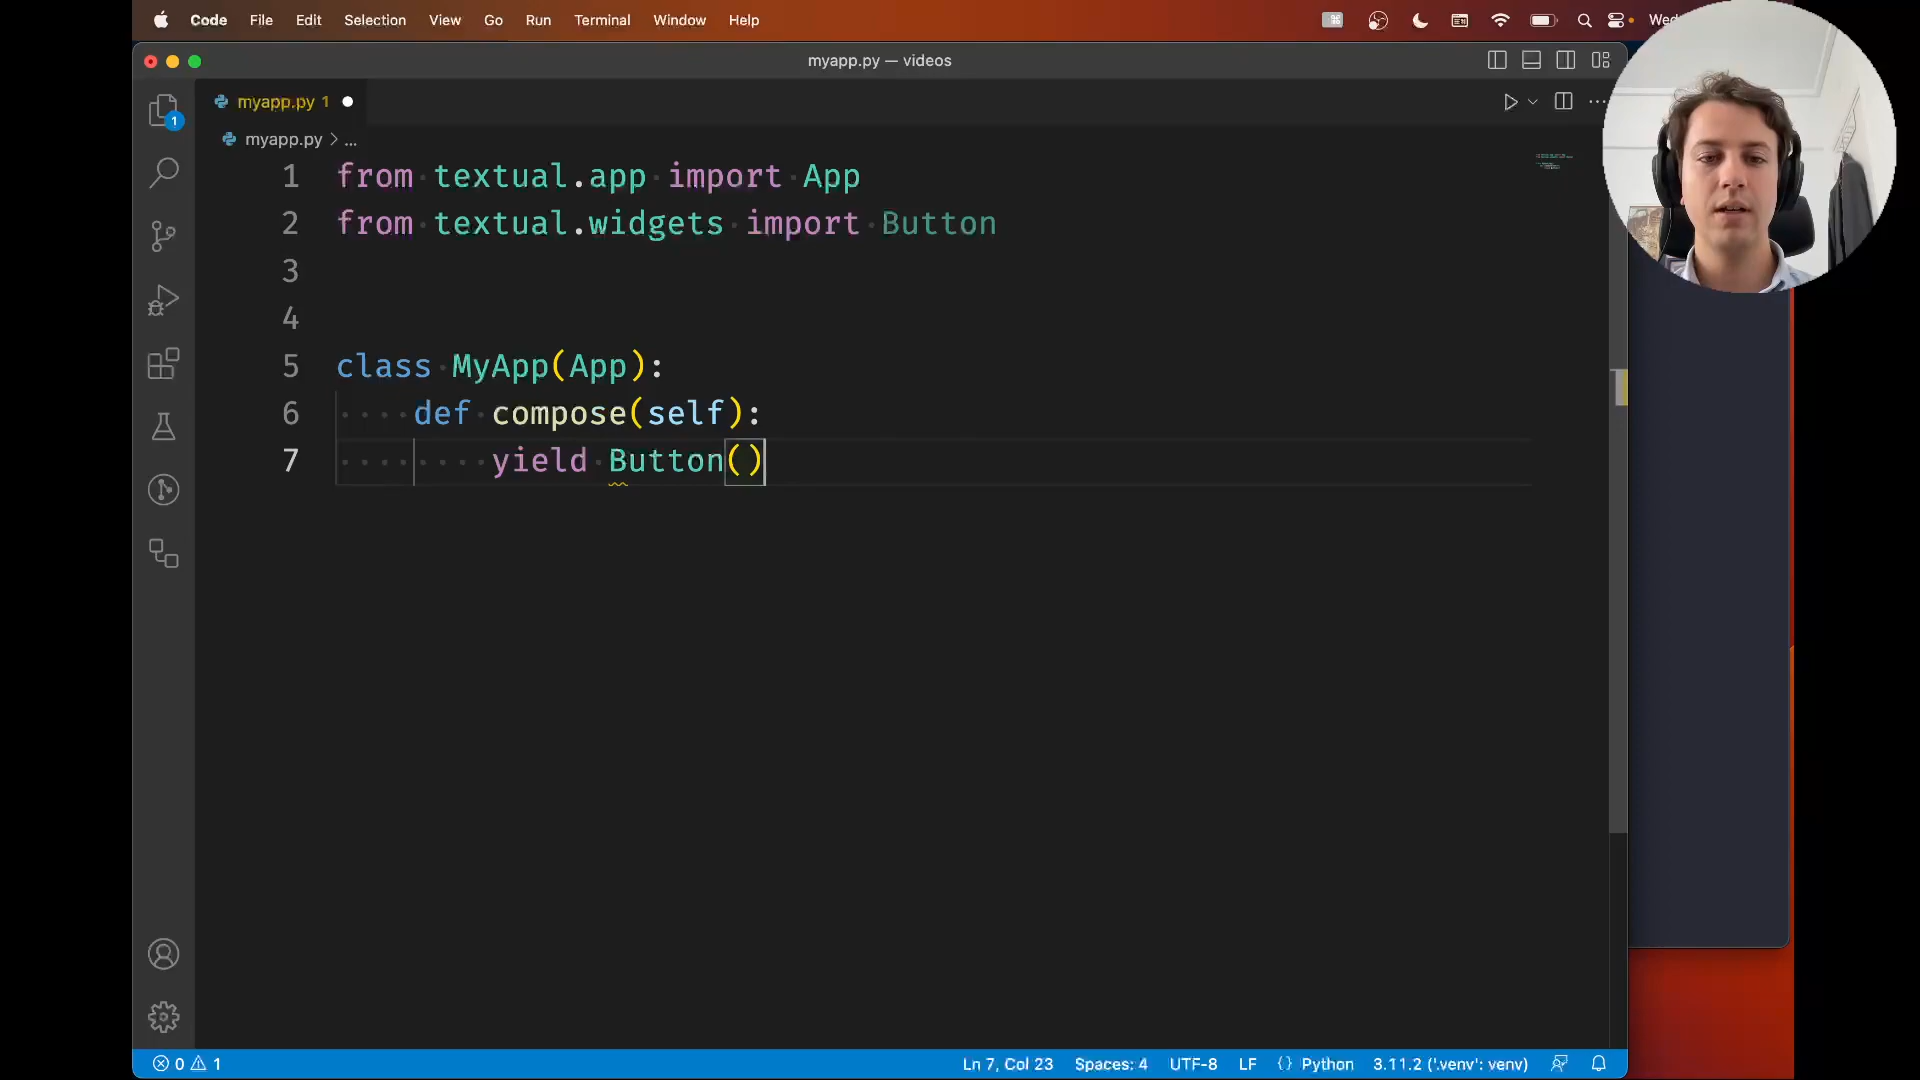 Code File Edit Selection View Go Run Terminal Window Help
myapp.py — videos
myapp.py 1
myapp.py > ...
1 from textual.app import App
2 from textual.widgets import Button
3
4
5 class MyApp(App):
6 def compose(self):
7 yield Button()
1
0 1
Ln 7, Col 23 Spaces: 4 UTF-8 LF {} Python 3.11.2 ('.venv': venv)